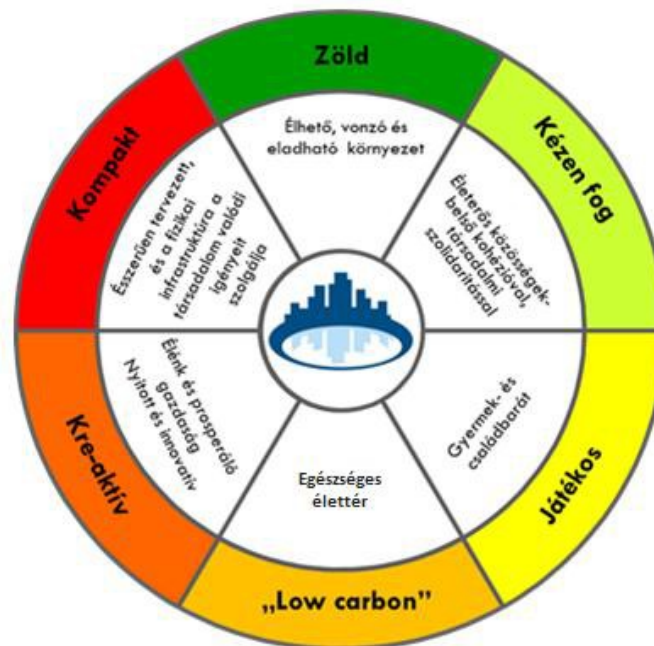 Zöld
Élhető, vonzó és
eladható környezet
Kézen fog
Életerős közösségek-
belső kohézióval,
társadalmi
szolidaritással
Játékos
Gyermek- és
családbarát
„Low carbon”
Egészséges
élettér
Kre-aktív
Élénk és prosperáló
gazdaság
Nyitott és innovatív
Kompakt
Ésszerűen tervezett,
és a fizikai
infrastruktúra a
társadalom valódi
igényeit
szolgálja